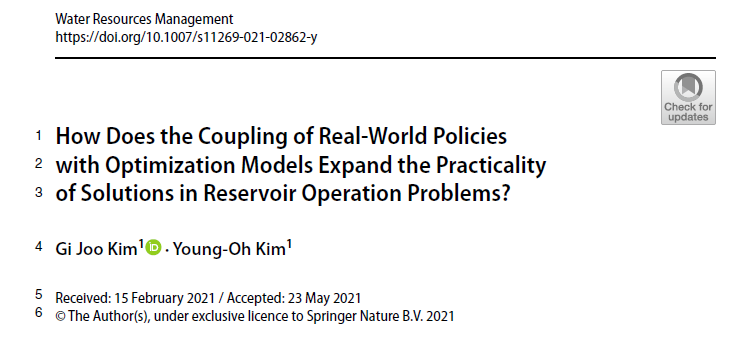 Water Resources Management
https://doi.org/10.1007/s11269-021-02862-y
Check for
updates
1 How Does the Coupling of Real-World Policies
2 with Optimization Models Expand the Practicality
3 of Solutions in Reservoir Operation Problems?
4 Gi Joo Kim1 iD · Young-Oh Kim1
5 Received: 15 February 2021 / Accepted: 23 May 2021
6 © The Author(s), under exclusive licence to Springer Nature B.V. 2021